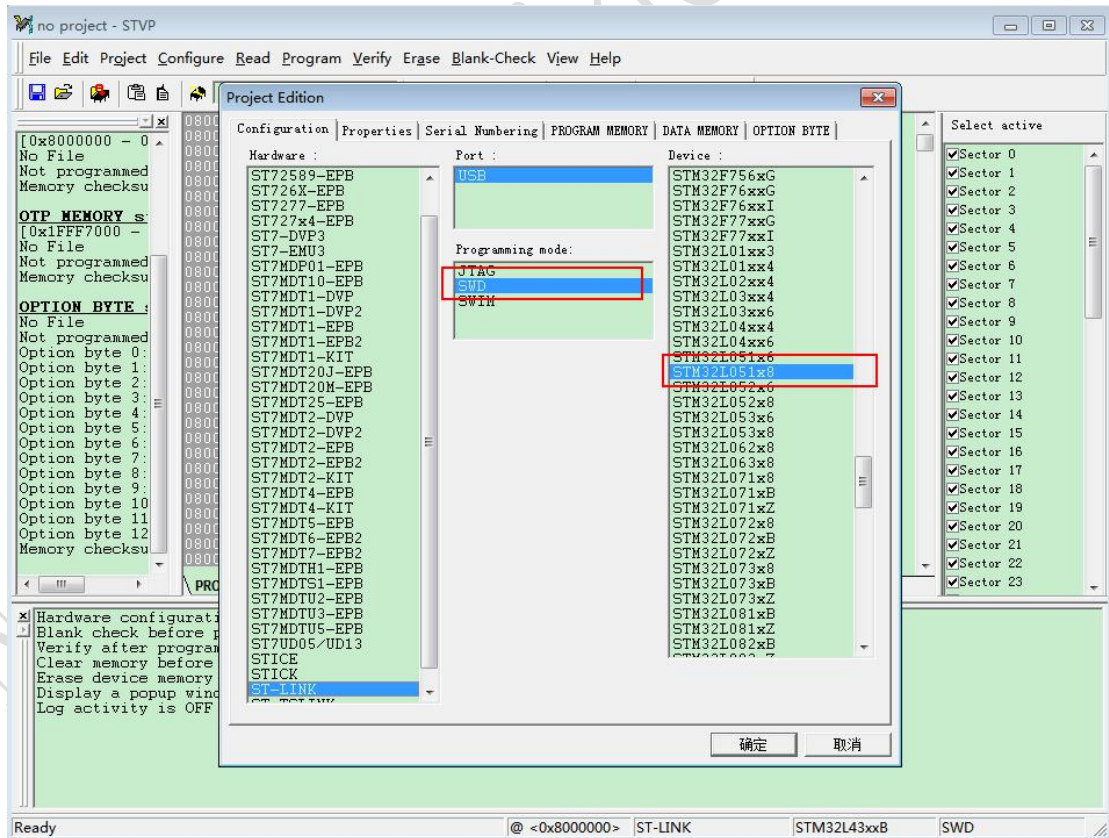 no project - STVP
File Edit Project Configure Read Program Verify Erase Blank-Check View Help
Project Edition
Configuration Properties Serial Numbering PROGRAM MEMORY DATA MEMORY OPTION BYTE
Hardware :
ST72589-EPB
ST726X-EPB
ST7277-EPB
ST727x4-EPB
ST7-DVP3
ST7-EMU3
ST7MDP01-EPB
ST7MDT10-EPB
ST7MDT1-DVP
ST7MDT1-DVP2
ST7MDT1-EPB
ST7MDT1-EPB2
ST7MDT1-KIT
ST7MDT20J-EPB
ST7MDT20M-EPB
ST7MDT25-EPB
ST7MDT2-DVP
ST7MDT2-DVP2
ST7MDT2-EPB
ST7MDT2-EPB2
ST7MDT2-KIT
ST7MDT4-EPB
ST7MDT4-KIT
ST7MDT5-EPB
ST7MDT6-EPB2
ST7MDT7-EPB2
ST7MDTH1-EPB
ST7MDTS1-EPB
ST7MDTU2-EPB
ST7MDTU3-EPB
ST7MDTU5-EPB
ST7UD05/UD13
STICE
STICK
ST-LINK
Port :
USB
Programming mode:
JTAG
SWD
SWIM
Device :
STM32F756xG
STM32F76xxG
STM32F76xxI
STM32F77xxG
STM32F77xxI
STM32L01xx3
STM32L01xx4
STM32L02xx4
STM32L03xx4
STM32L03xx6
STM32L04xx4
STM32L04xx6
STM32L051x6
STM32L051x8
STM32L052x6
STM32L052x8
STM32L053x6
STM32L053x8
STM32L062x8
STM32L063x8
STM32L071x8
STM32L071xB
STM32L071xZ
STM32L072x8
STM32L072xB
STM32L072xZ
STM32L073x8
STM32L073xB
STM32L073xZ
STM32L081xB
STM32L081xZ
STM32L082xB
确定 取消
[0x8000000 - 0
No File
Not programmed
Memory checksu
OTP MEMORY s
[0x1FFF7000 -
No File
Not programmed
Memory checksu
OPTION BYTE :
No File
Not programmed
Option byte 0:
Option byte 1:
Option byte 2:
Option byte 3:
Option byte 4:
Option byte 5:
Option byte 6:
Option byte 7:
Option byte 8:
Option byte 9:
Option byte 10
Option byte 11
Option byte 12
Memory checksu
PRO
Select active
Sector 0
Sector 1
Sector 2
Sector 3
Sector 4
Sector 5
Sector 6
Sector 7
Sector 8
Sector 9
Sector 10
Sector 11
Sector 12
Sector 13
Sector 14
Sector 15
Sector 16
Sector 17
Sector 18
Sector 19
Sector 20
Sector 21
Sector 22
Sector 23
Hardware configurati
Blank check before p
Verify after program
Clear memory before
Erase device memory
Display a popup wind
Log activity is OFF
Ready @ <0x8000000> ST-LINK STM32L43xxB SWD